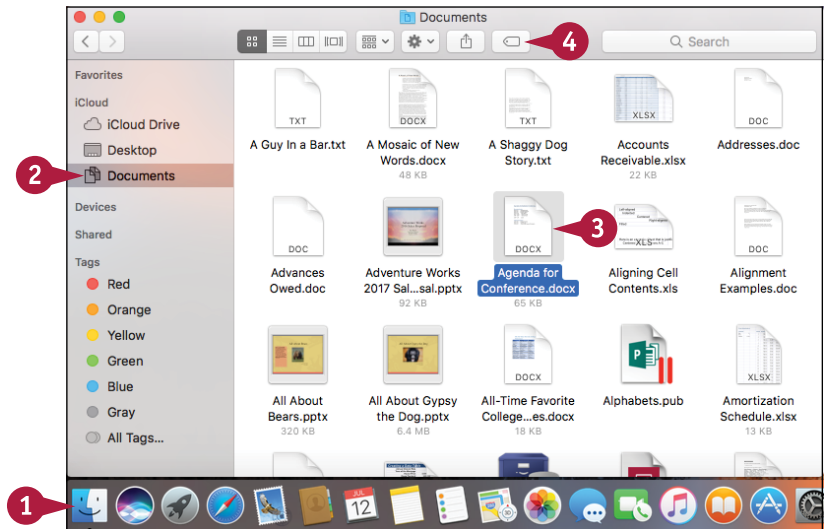 Documents
4
Search
Favorites
iCloud
iCloud Drive
Desktop
2
Documents
Devices
Shared
Tags
Red
Orange
Yellow
Green
Blue
Gray
All Tags...
TXT
DOCX
TXT
XLSX
DOC
A Guy In a Bar.txt
A Mosaic of New
Words.docx
48 KB
A Shaggy Dog
Story.txt
Accounts
Receivable.xlsx
22 KB
Addresses.doc
DOC
DOCX
3
XLS
DOC
Advances
Owed.doc
Adventure Works
2017 Sal...sal.pptx
92 KB
Agenda for
Conference.docx
65 KB
Aligning Cell
Contents.xls
Alignment
Examples.doc
DOCX
P
XLSX
All About
Bears.pptx
320 KB
All About Gypsy
the Dog.pptx
6.4 MB
All-Time Favorite
College...es.docx
18 KB
Alphabets.pub
Amortization
Schedule.xlsx
13 KB
1
JUL
12